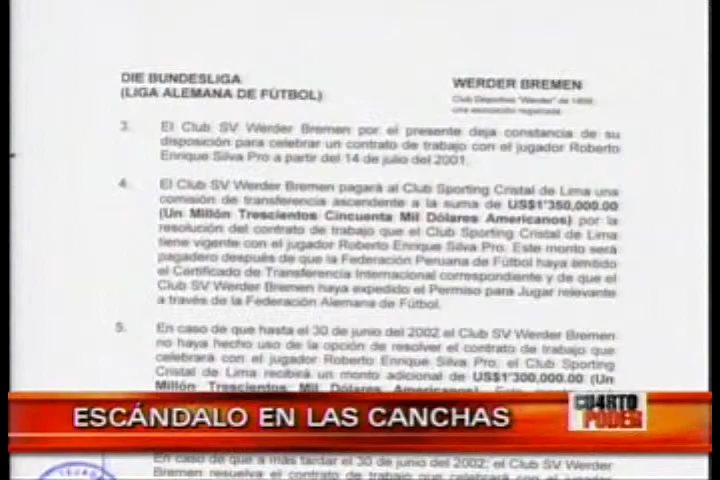 DIE BUNDESLIGA
(LIGA ALEMANA DE FÚTBOL)
WERDER BREMEN
Club Deportivo "Werder" de 1899
una asociación registrada
3. El Club SV Werder Bremen por el presente deja constancia de su
disposición para celebrar un contrato de trabajo con el jugador Roberto
Enrique Silva Pro a partir del 14 de julio del 2001.
4. El Club SV Werder Bremen pagará al Club Sporting Cristal de Lima una
comisión de transferencia ascendente a la suma de US$1'350,000.00
(Un Millón Trescientos Cincuenta Mil Dólares Americanos) por la
resolución del contrato de trabajo que el Club Sporting Cristal de Lima
tiene vigente con el jugador Roberto Enrique Silva Pro. Este monto será
pagadero después de que la Federación Peruana de Fútbol haya emitido
el Certificado de Transferencia Internacional correspondiente y de que el
Club SV Werder Bremen haya expedido el Permiso para Jugar relevante
a través de la Federación Alemana de Fútbol.
5. En caso de que hasta el 30 de junio del 2002 el Club SV Werder Bremen
no haya hecho uso de la opción de resolver el contrato de trabajo que
celebrará con el jugador Roberto Enrique Silva Pro, el Club Sporting
Cristal de Lima recibirá un monto adicional de US$1'300,000.00 (Un
Millón Trescientos Mil Dólares Americanos).
ESCÁNDALO EN LAS CANCHAS
CU4RTO
PODER
En caso de que a más tardar el 30 de junio del 2002; el Club SV Werder
Bremen resuelva el contrato de trabajo que celebrará con el jugador